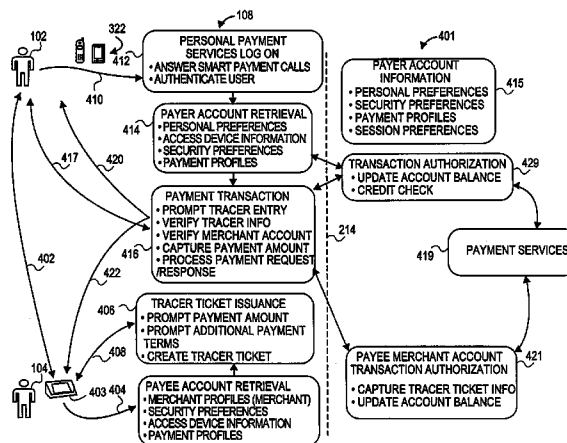 102
322
412
108
401
PERSONAL PAYMENT
SERVICES LOG ON
• ANSWER SMART PAYMENT CALLS
• AUTHENTICATE USER
410
PAYER ACCOUNT
INFORMATION
• PERSONAL PREFERENCES
• SECURITY PREFERENCES
• PAYMENT PROFILES
• SESSION PREFERENCES
415
414
PAYER ACCOUNT RETRIEVAL
• PERSONAL PREFERENCES
• ACCESS DEVICE INFORMATION
• SECURITY PREFERENCES
• PAYMENT PROFILES
417
420
TRANSACTION AUTHORIZATION
• UPDATE ACCOUNT BALANCE
• CREDIT CHECK
429
PAYMENT TRANSACTION
• PROMPT TRACER ENTRY
• VERIFY TRACER INFO
• VERIFY MERCHANT ACCOUNT
• CAPTURE PAYMENT AMOUNT
• PROCESS PAYMENT REQUEST
/RESPONSE
416
214
419
PAYMENT SERVICES
402
422
406
TRACER TICKET ISSUANCE
• PROMPT PAYMENT AMOUNT
• PROMPT ADDITIONAL PAYMENT
TERMS
• CREATE TRACER TICKET
408
PAYEE MERCHANT ACCOUNT
TRANSACTION AUTHORIZATION
• CAPTURE TRACER TICKET INFO
• UPDATE ACCOUNT BALANCE
421
104
403
404
PAYEE ACCOUNT RETRIEVAL
• MERCHANT PROFILES (MERCHANT)
• SECURITY PREFERENCES
• ACCESS DEVICE INFORMATION
• PAYMENT PROFILES